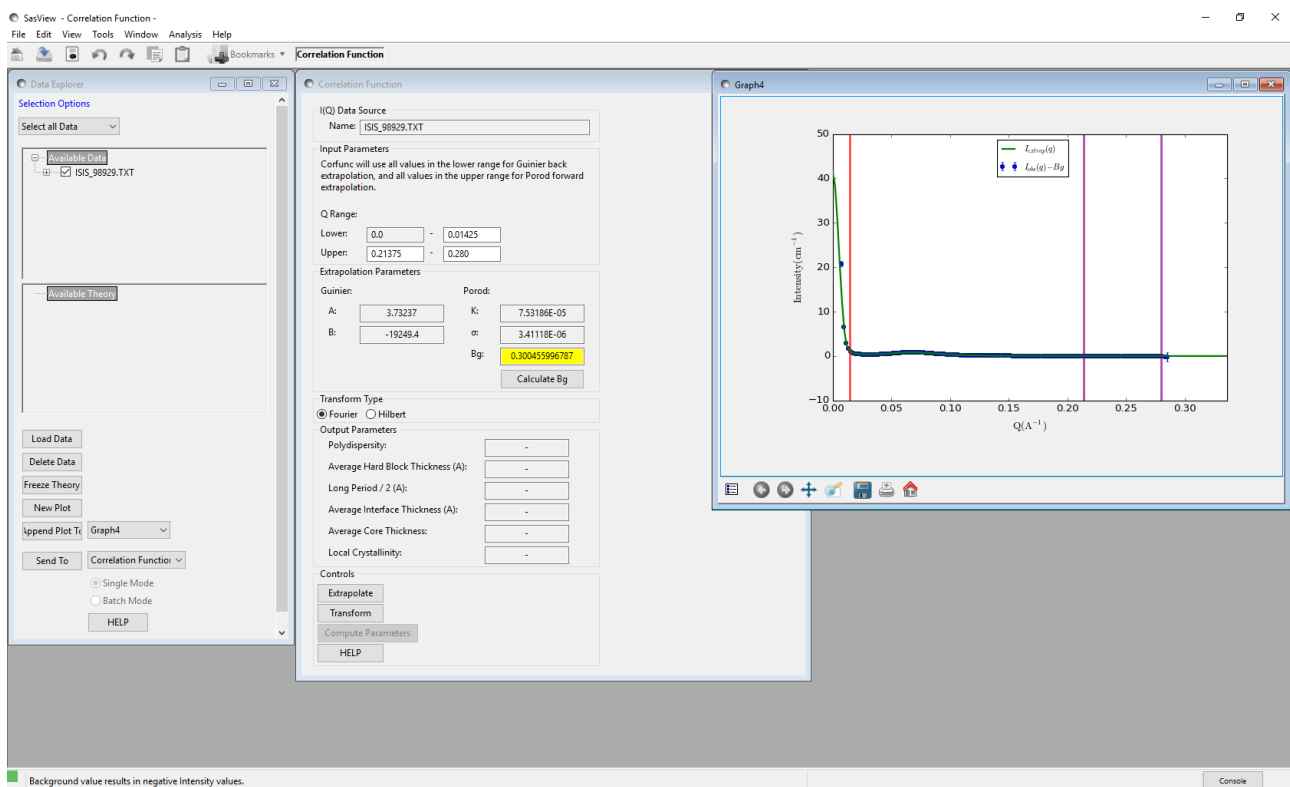 SasView - Correlation Function -
File Edit View Tools Window Analysis Help
Bookmarks Correlation Function
Data Explorer
Selection Options
Select all Data
Available Data
ISIS_98929.TXT
Available Theory
Load Data
Delete Data
Freeze Theory
New Plot
Append Plot To Graph4
Send To Correlation Function
Single Mode
Batch Mode
HELP
Correlation Function
I(Q) Data Source
Name: ISIS_98929.TXT
Input Parameters
Corfunc will use all values in the lower range for Guinier back
extrapolation, and all values in the upper range for Porod forward
extrapolation.
Q Range:
Lower: 0.0 - 0.01425
Upper: 0.21375 - 0.280
Extrapolation Parameters
Guinier: Porod:
A: 3.73237 K: 7.53186E-05
B: -19249.4 σ: 3.41118E-06
Bg: 0.300455996787
Calculate Bg
Transform Type
Fourier Hilbert
Output Parameters
Polydispersity: -
Average Hard Block Thickness (A): -
Long Period / 2 (A): -
Average Interface Thickness (A): -
Average Core Thickness: -
Local Crystallinity: -
Controls
Extrapolate
Transform
Compute Parameters
HELP
Graph4
I_extrap(q)
I_obs(q)−Bg
50
40
30
20
10
0
−10
Intensity(cm⁻¹)
0.00 0.05 0.10 0.15 0.20 0.25 0.30
Q(A⁻¹)
Background value results in negative Intensity values.
Console